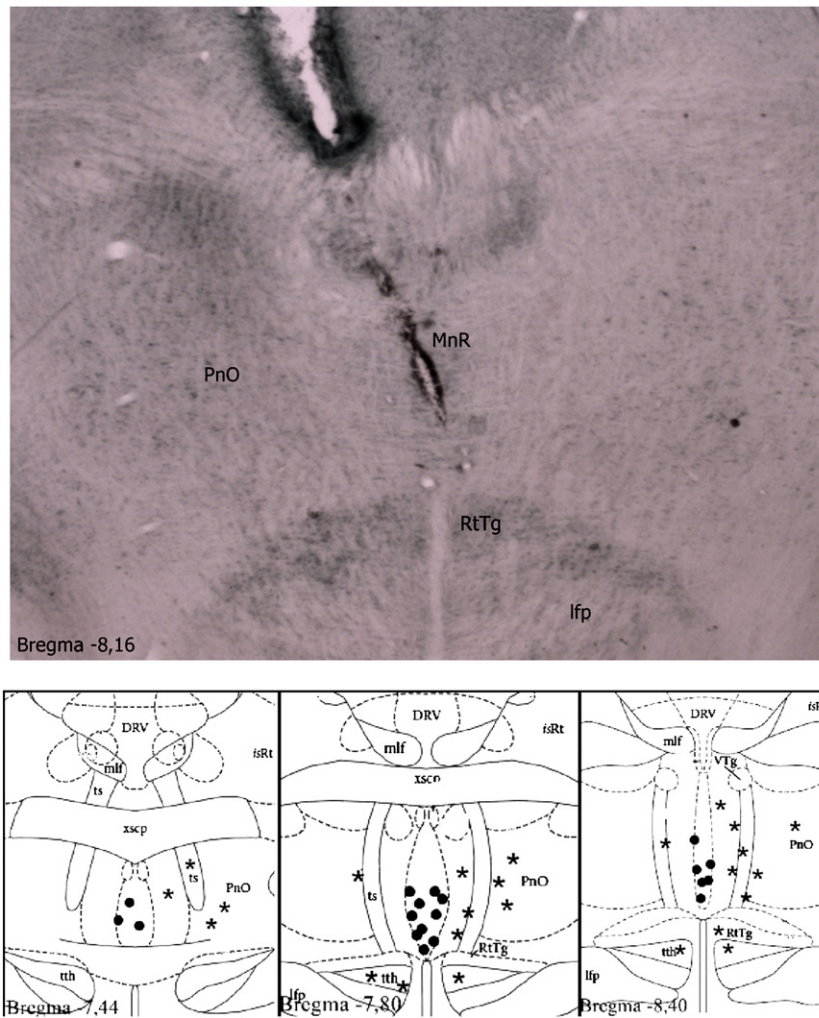 MnR
PnO
RtTg
lfp
Bregma -8,16
DRV
isRt
mlf
ts
xscp
ts
PnO
tth
Bregma -7,44
DRV
isRt
mlf
xscp
ts
PnO
RtTg
tth
lfp
Bregma -7,80
DRV
isR
mlf
VTg
PnO
RtTg
tth
lfp
Bregma -8,40